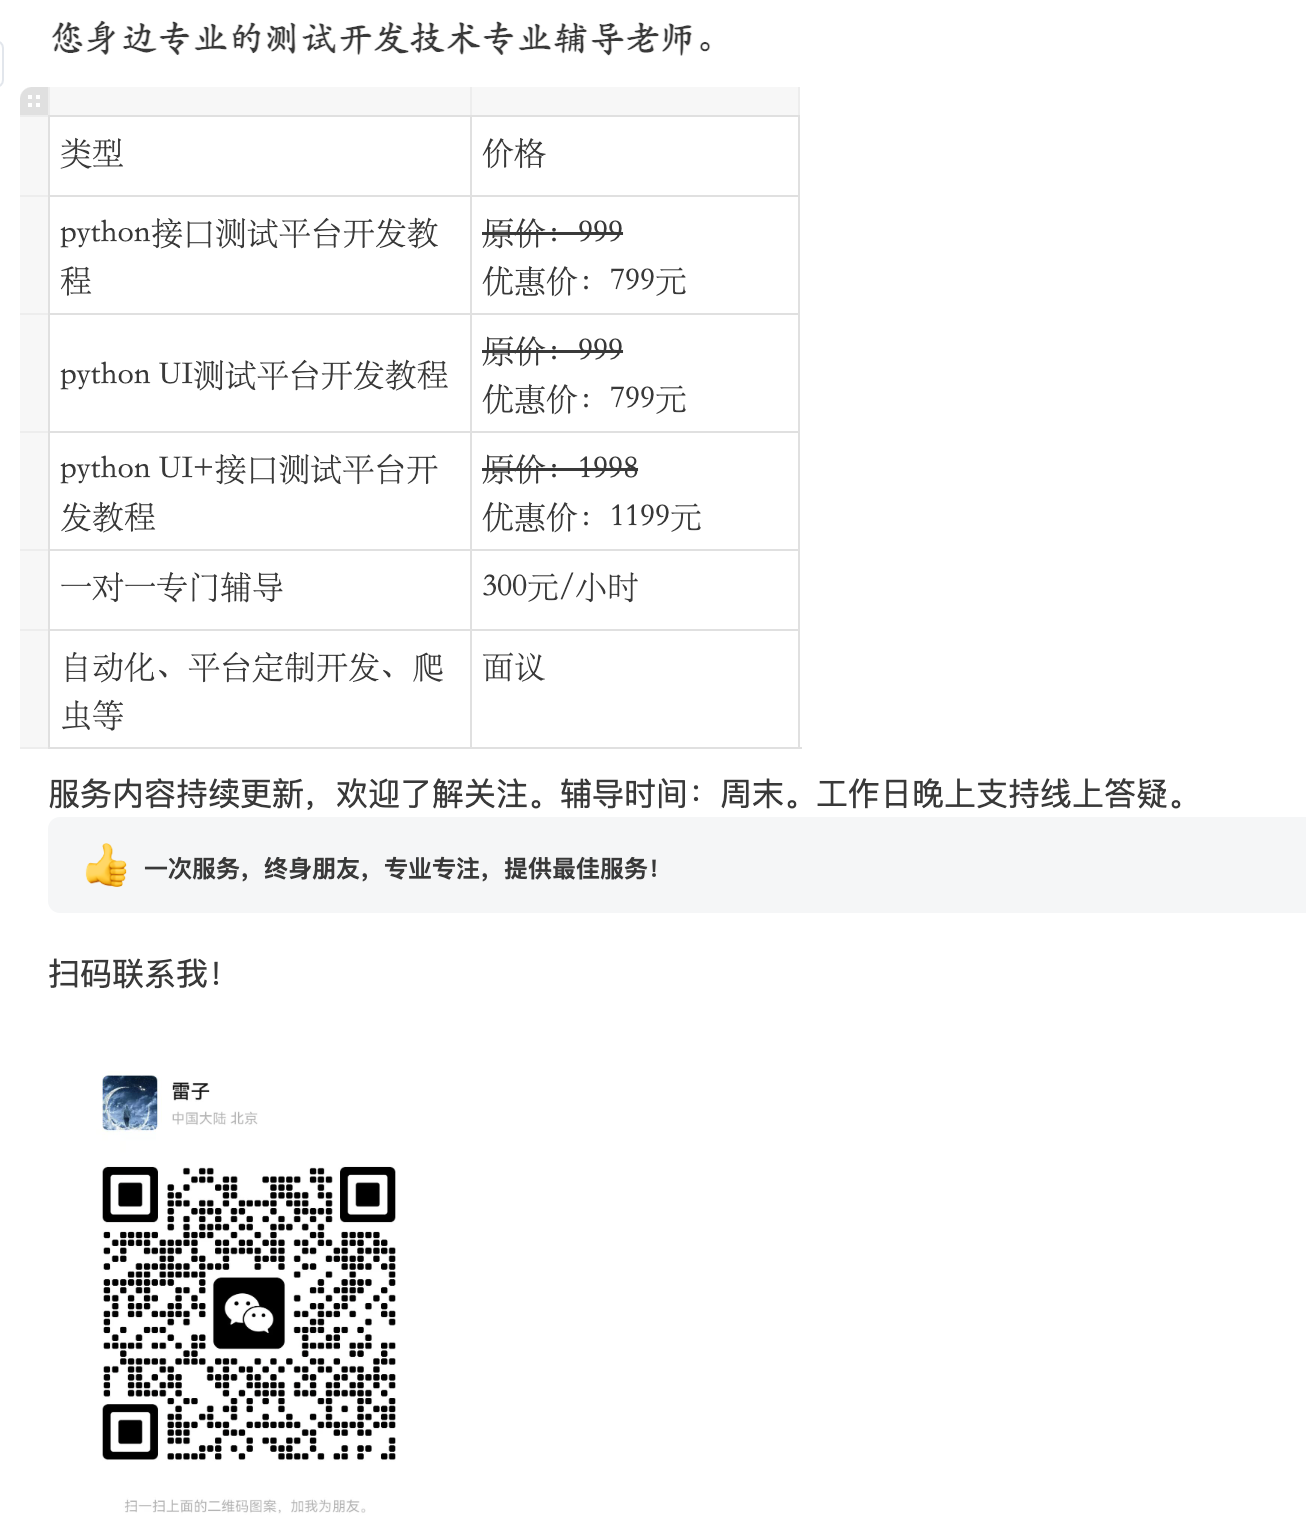 您身边专业的测试开发技术专业辅导老师。
类型
价格
python接口测试平台开发教
程
原价：999
优惠价：799元
python UI测试平台开发教程
原价：999
优惠价：799元
python UI+接口测试平台开
发教程
原价：1998
优惠价：1199元
一对一专门辅导
300元/小时
自动化、平台定制开发、爬
虫等
面议
服务内容持续更新，欢迎了解关注。辅导时间：周末。工作日晚上支持线上答疑。
一次服务，终身朋友，专业专注，提供最佳服务！
扫码联系我！
雷子
中国大陆 北京
扫一扫上面的二维码图案，加我为朋友。